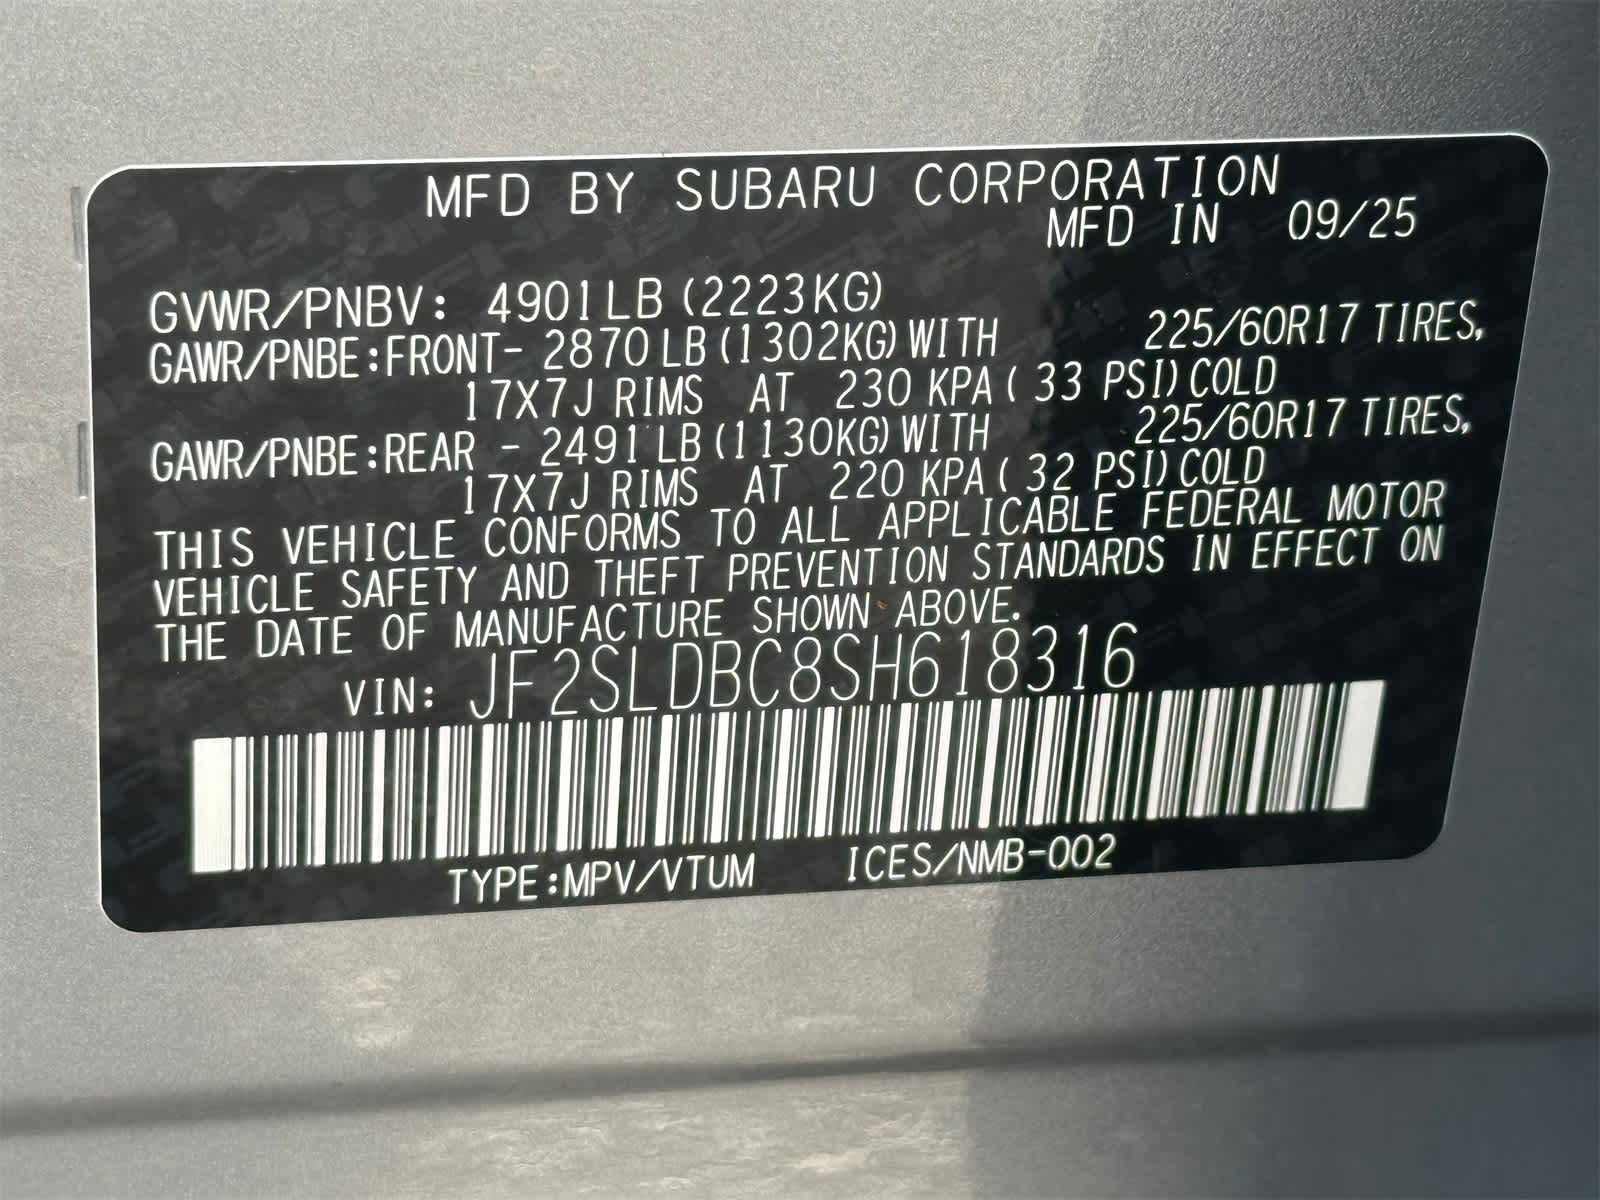 MFD BY SUBARU CORPORATION
MFD IN 09/25
GVWR/PNBV: 4901LB (2223KG)
GAWR/PNBE:FRONT- 2870LB (1302KG) WITH 225/60R17 TIRES,
17X7J RIMS AT 230 KPA ( 33 PSI) COLD
GAWR/PNBE:REAR - 2491LB (1130KG) WITH 225/60R17 TIRES,
17X7J RIMS AT 220 KPA ( 32 PSI) COLD
THIS VEHICLE CONFORMS TO ALL APPLICABLE FEDERAL MOTOR
VEHICLE SAFETY AND THEFT PREVENTION STANDARDS IN EFFECT ON
THE DATE OF MANUFACTURE SHOWN ABOVE.
VIN: JF2SLDBC8SH618316
TYPE:MPV/VTUM ICES/NMB-002